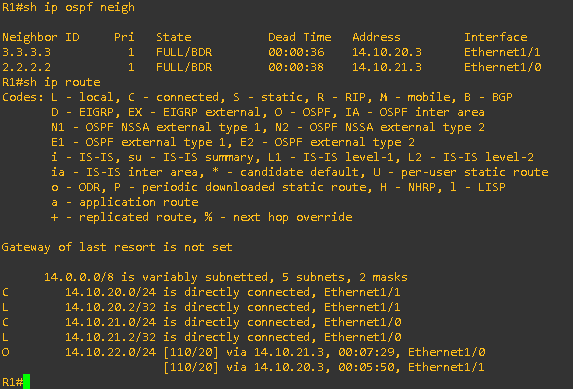 R1#sh ip ospf neigh
Neighbor ID     Pri   State           Dead Time   Address         Interface
3.3.3.3           1   FULL/BDR        00:00:36    14.10.20.3      Ethernet1/1
2.2.2.2           1   FULL/BDR        00:00:38    14.10.21.3      Ethernet1/0
R1#sh ip route
Codes: L - local, C - connected, S - static, R - RIP, M - mobile, B - BGP
       D - EIGRP, EX - EIGRP external, O - OSPF, IA - OSPF inter area
       N1 - OSPF NSSA external type 1, N2 - OSPF NSSA external type 2
       E1 - OSPF external type 1, E2 - OSPF external type 2
       i - IS-IS, su - IS-IS summary, L1 - IS-IS level-1, L2 - IS-IS level-2
       ia - IS-IS inter area, * - candidate default, U - per-user static route
       o - ODR, P - periodic downloaded static route, H - NHRP, l - LISP
       a - application route
       + - replicated route, % - next hop override
Gateway of last resort is not set
      14.0.0.0/8 is variably subnetted, 5 subnets, 2 masks
C        14.10.20.0/24 is directly connected, Ethernet1/1
L        14.10.20.2/32 is directly connected, Ethernet1/1
C        14.10.21.0/24 is directly connected, Ethernet1/0
L        14.10.21.2/32 is directly connected, Ethernet1/0
O        14.10.22.0/24 [110/20] via 14.10.21.3, 00:07:29, Ethernet1/0
                       [110/20] via 14.10.20.3, 00:05:50, Ethernet1/1
R1#